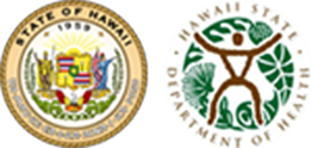 STATE OF HAWAII
1959
HAWAII STATE
DEPARTMENT OF HEALTH